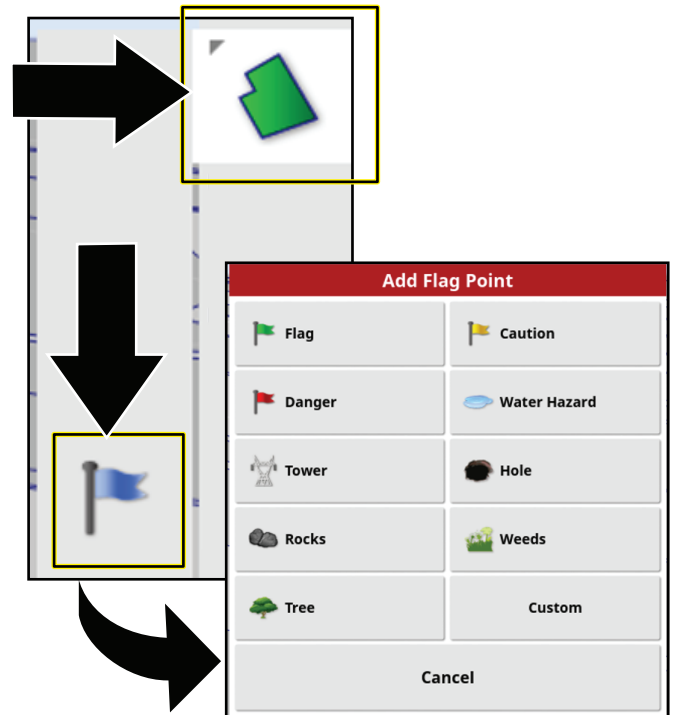 Add Flag Point
Flag
Caution
Danger
Water Hazard
Tower
Hole
Rocks
Weeds
Tree
Custom
Cancel